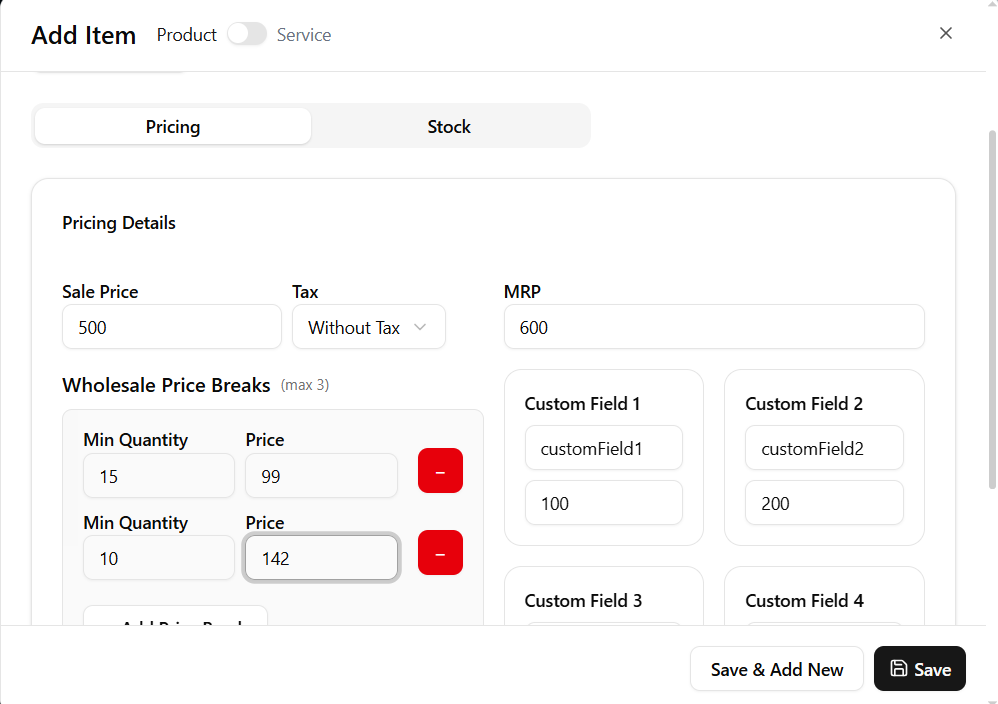 Add Item Product Service
Pricing Stock
Pricing Details
Sale Price Tax MRP
500 Without Tax 600
Wholesale Price Breaks (max 3)
Custom Field 1 Custom Field 2
Min Quantity Price
customField1 customField2
15 99 –
100 200
Min Quantity Price
10 142 –
Custom Field 3 Custom Field 4
Save & Add New Save